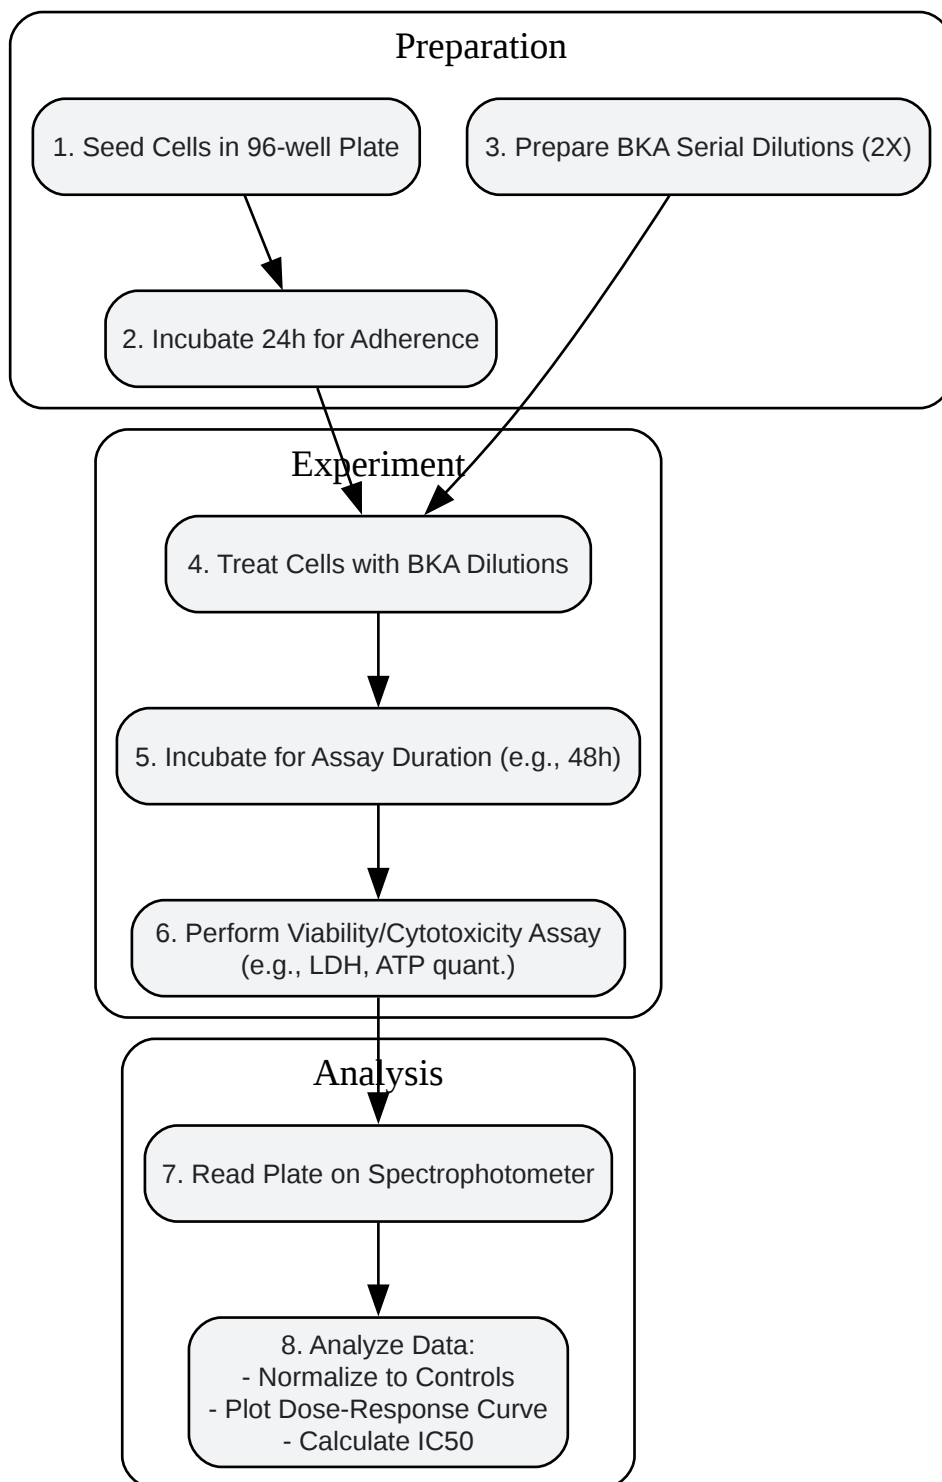 Preparation
1. Seed Cells in 96-well Plate
3. Prepare BKA Serial Dilutions (2X)
2. Incubate 24h for Adherence
Experiment
4. Treat Cells with BKA Dilutions
5. Incubate for Assay Duration (e.g., 48h)
6. Perform Viability/Cytotoxicity Assay
(e.g., LDH, ATP quant.)
Analysis
7. Read Plate on Spectrophotometer
8. Analyze Data:
- Normalize to Controls
- Plot Dose-Response Curve
- Calculate IC50